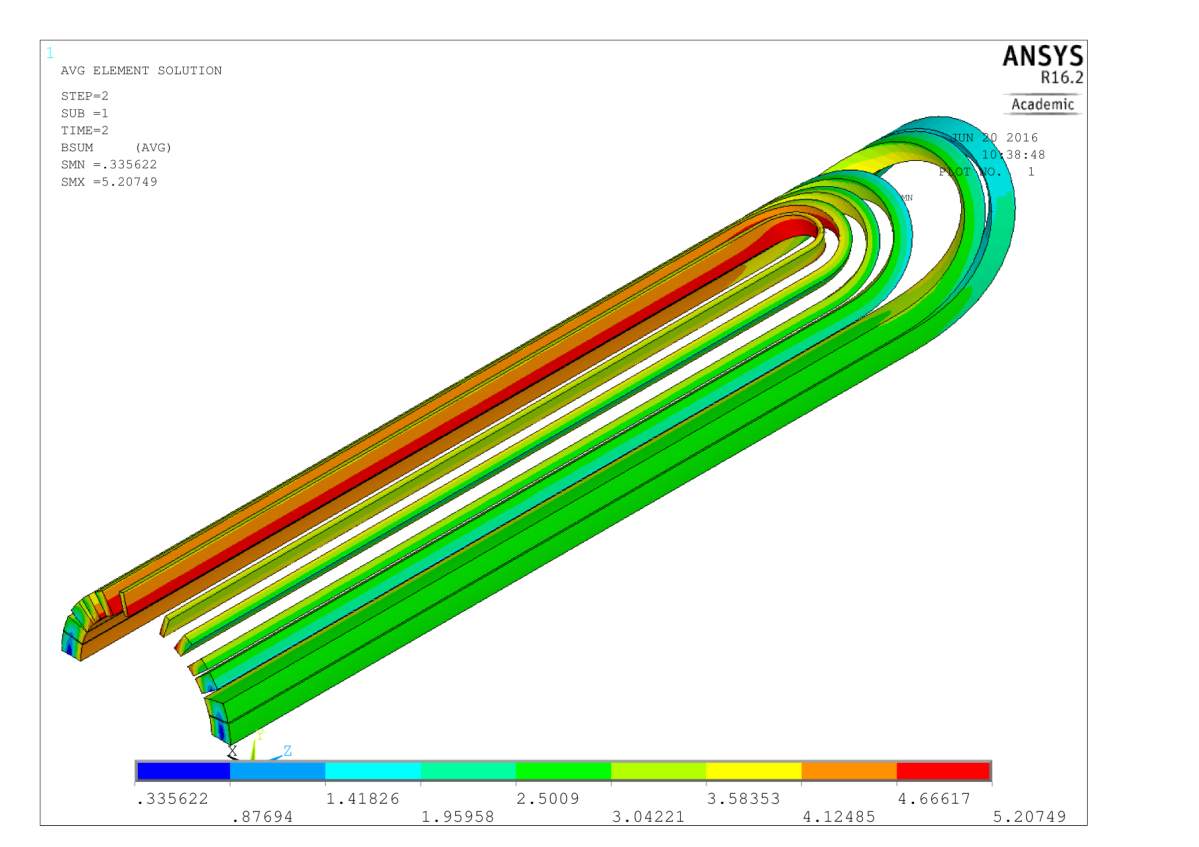 1
AVG ELEMENT SOLUTION
STEP=2
SUB =1
TIME=2
BSUM (AVG)
SMN =.335622
SMX =5.20749
ANSYS
R16.2
Academic
JUN 20 2016
10:38:48
PLOT NO. 1
MN
X
Y
Z
.335622
.87694
1.41826
1.95958
2.5009
3.04221
3.58353
4.12485
4.66617
5.20749